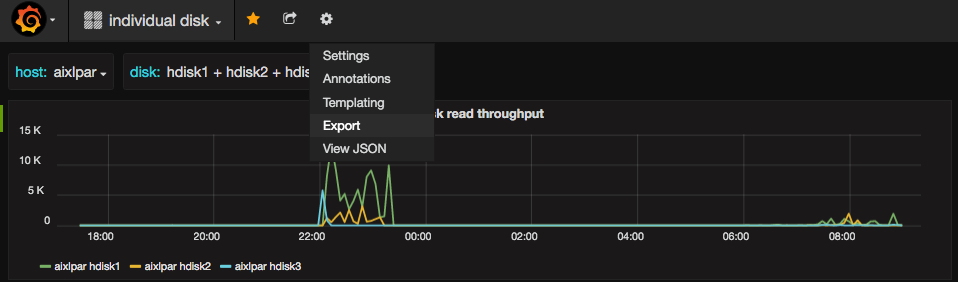 individual disk
Settings
host: aixlpar disk: hdisk1 + hdisk2 + hdis
Annotations
Templating
sk read throughput
Export
View JSON
15 K
10 K
5 K
0
18:00 20:00 22:00 00:00 02:00 04:00 06:00 08:00
aixlpar hdisk1 aixlpar hdisk2 aixlpar hdisk3